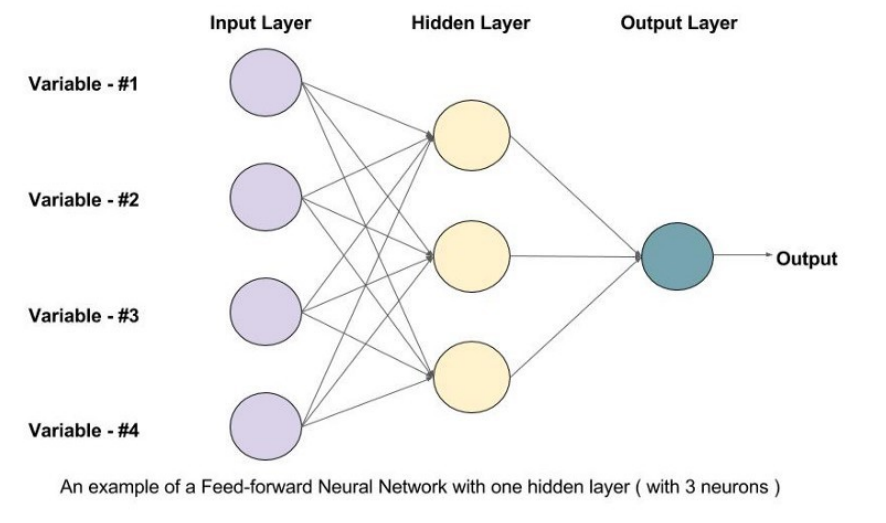 Input Layer
Hidden Layer
Output Layer
Variable - #1
Variable - #2
Variable - #3
Variable - #4
Output
An example of a Feed-forward Neural Network with one hidden layer ( with 3 neurons )